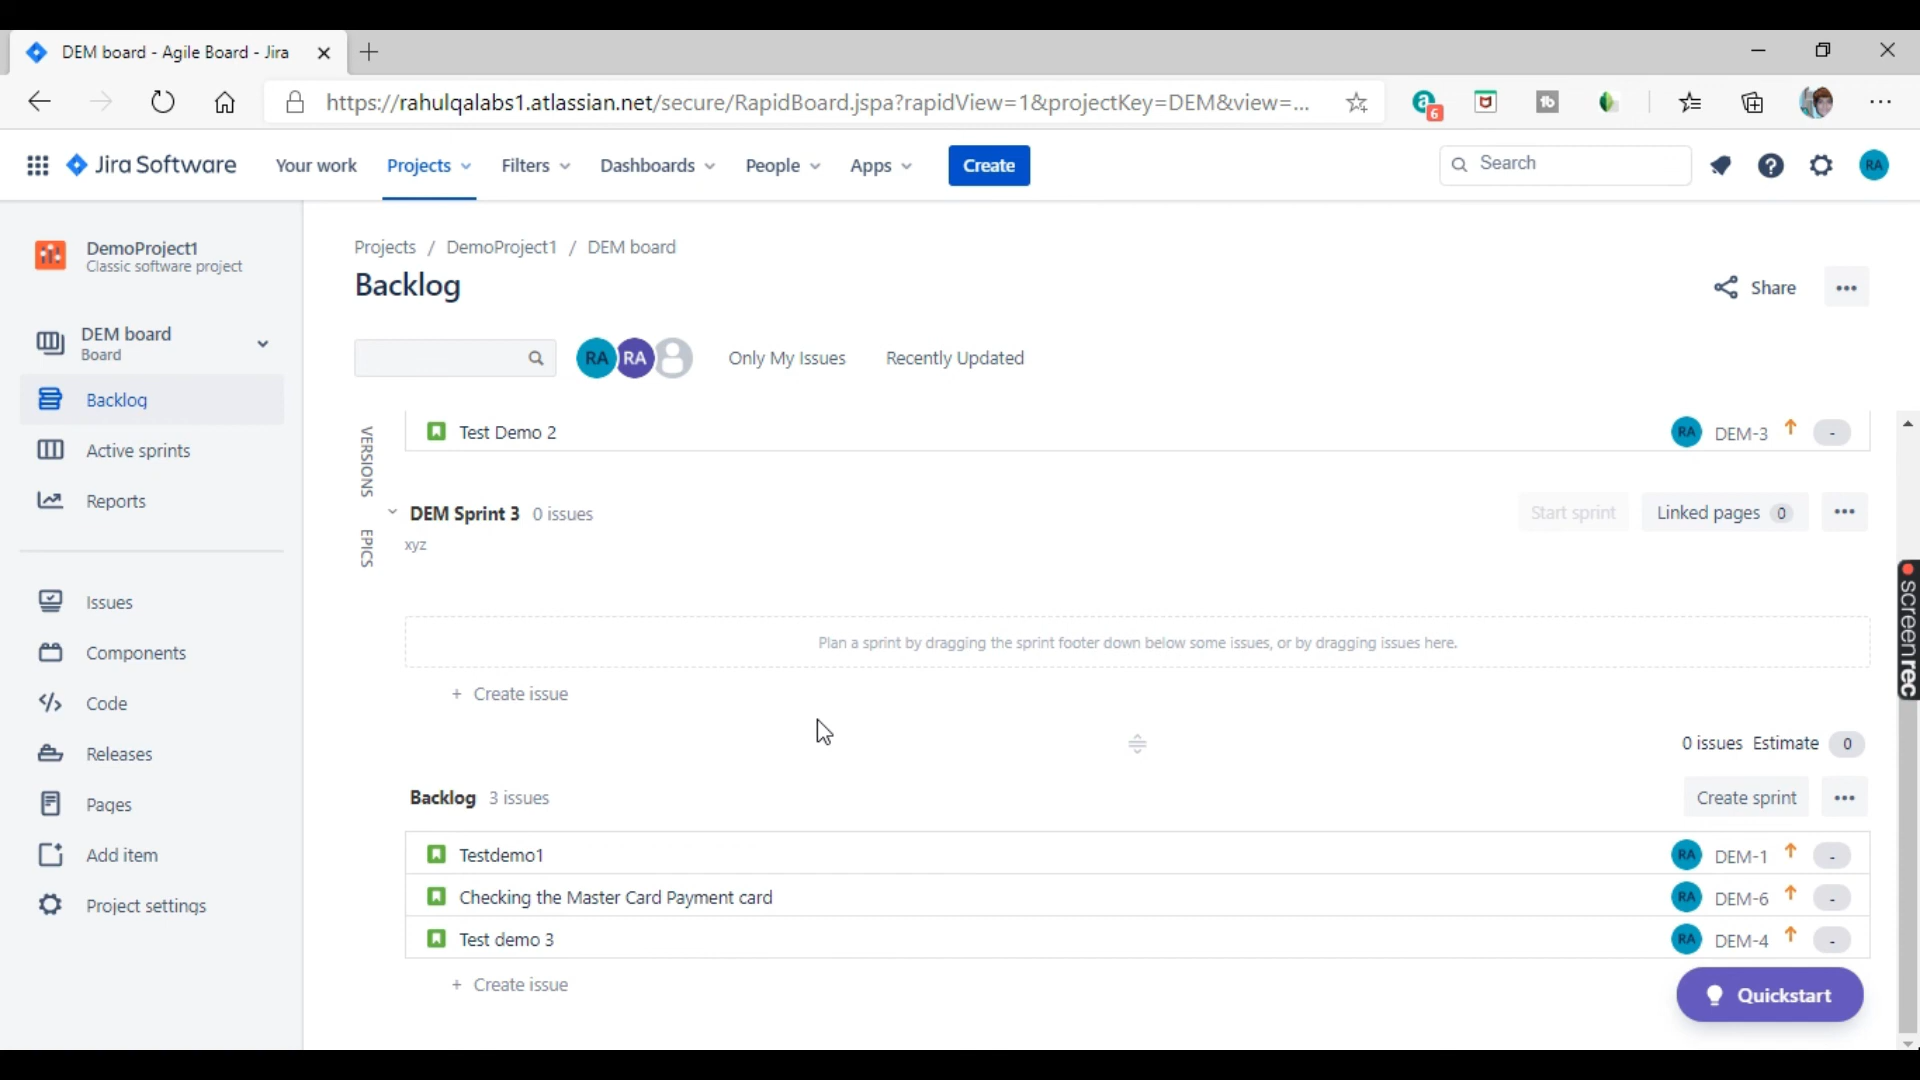 DEM board - Agile Board - Jira
https://rahulqalabs1.atlassian.net/secure/RapidBoard.jspa?rapidView=1&projectKey=DEM&view=...
6
Jira Software Your work Projects Filters Dashboards People Apps Create Search RA
DemoProject1
Classic software project
DEM board
Board
Backlog
Active sprints
Reports
Issues
Components
Code
Releases
Pages
Add item
Project settings
Projects / DemoProject1 / DEM board
Backlog
Share
RA RA Only My Issues Recently Updated
VERSIONS
EPICS
Test Demo 2 RA DEM-3 -
DEM Sprint 3 0 issues Start sprint Linked pages 0
xyz
Plan a sprint by dragging the sprint footer down below some issues, or by dragging issues here.
+ Create issue
0 issues Estimate 0
Backlog 3 issues Create sprint
Testdemo1 RA DEM-1 -
Checking the Master Card Payment card RA DEM-6 -
Test demo 3 RA DEM-4 -
+ Create issue
Quickstart
screenrec